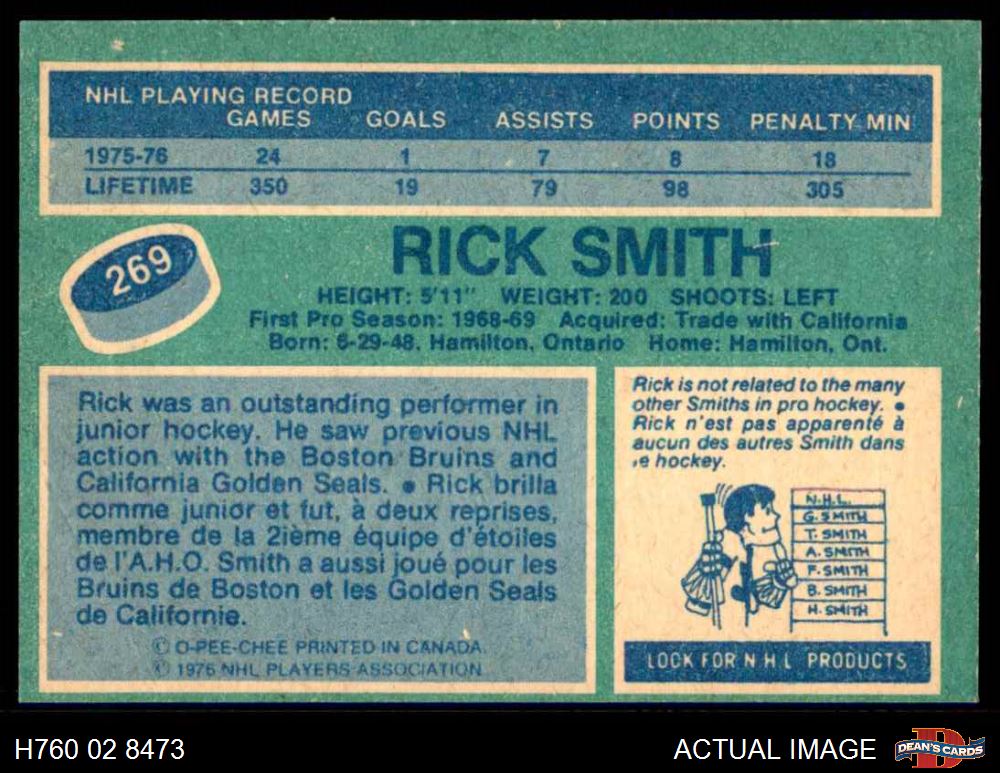 NHL PLAYING RECORD
GAMES GOALS ASSISTS POINTS PENALTY MIN
1975-76 24 1 7 8 18
LIFETIME 350 19 79 98 305
269
RICK SMITH
HEIGHT: 5'11" WEIGHT: 200 SHOOTS: LEFT
First Pro Season: 1968-69 Acquired: Trade with California
Born: 6-29-48, Hamilton, Ontario Home: Hamilton, Ont.
Rick was an outstanding performer in
junior hockey. He saw previous NHL
action with the Boston Bruins and
California Golden Seals. • Rick brilla
comme junior et fut, à deux reprises,
membre de la 2ième équipe d'étoiles
de l'A.H.O. Smith a aussi joué pour les
Bruins de Boston et les Golden Seals
de Californie.
© O-PEE-CHEE PRINTED IN CANADA
© 1976 NHL PLAYERS ASSOCIATION
Rick is not related to the many
other Smiths in pro hockey. •
Rick n'est pas apparenté à
aucun des autres Smith dans
le hockey.
N.H.L.
G. SMITH
T. SMITH
A. SMITH
F. SMITH
B. SMITH
H. SMITH
LOOK FOR NHL PRODUCTS
H760 02 8473
ACTUAL IMAGE
DEAN'S CARDS